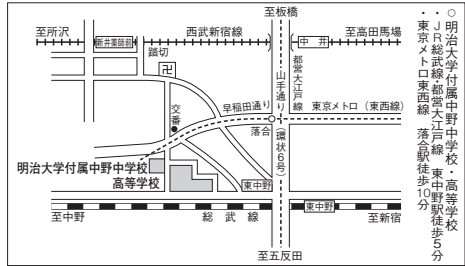 ○明治大学付属中野中学校・高等学校
・JR総武線・都営大江戸線 東中野駅徒歩5分
・東京メトロ東西線 落合駅徒歩10分
至板橋
至所沢
西武新宿線
至高田馬場
新井薬師前
中井
踏切
卍
山手通り(環状6号)
都営大江戸線
早稲田通り
東京メトロ(東西線)
交番
落合
明治大学付属中野中学校
高等学校
東中野
東中野
至中野
総武線
至新宿
至五反田